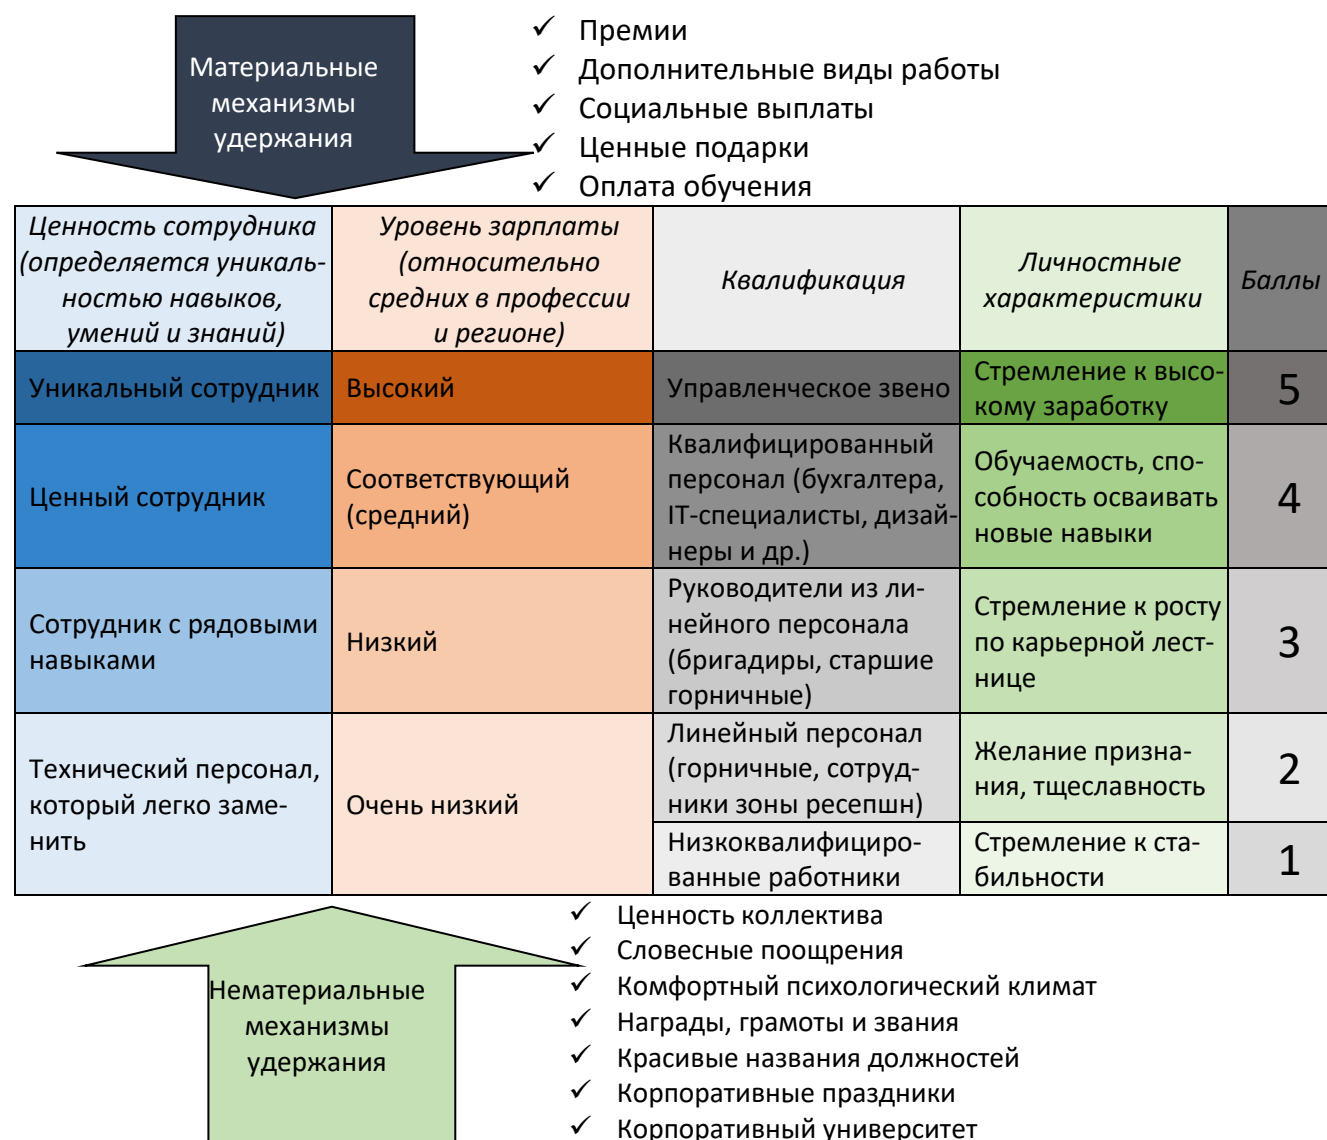 Материальные
механизмы
удержания
Премии
Дополнительные виды работы
Социальные выплаты
Ценные подарки
Оплата обучения
Ценность сотрудника
(определяется уникаль-
ностью навыков,
умений и знаний)
Уровень зарплаты
(относительно
средних в профессии
и регионе)
Квалификация
Личностные
характеристики
Баллы
Уникальный сотрудник
Высокий
Управленческое звено
Стремление к высо-
кому заработку
5
Ценный сотрудник
Соответствующий
(средний)
Квалифицированный
персонал (бухгалтера,
IT-специалисты, дизай-
неры и др.)
Обучаемость, спо-
собность осваивать
новые навыки
4
Сотрудник с рядовыми
навыками
Низкий
Руководители из ли-
нейного персонала
(бригадиры, старшие
горничные)
Стремление к росту
по карьерной лест-
нице
3
Технический персонал,
который легко заме-
нить
Очень низкий
Линейный персонал
(горничные, сотруд-
ники зоны ресепшн)
Желание призна-
ния, тщеславность
2
Низкоквалифициро-
ванные работники
Стремление к ста-
бильности
1
Нематериальные
механизмы
удержания
Ценность коллектива
Словесные поощрения
Комфортный психологический климат
Награды, грамоты и звания
Красивые названия должностей
Корпоративные праздники
Корпоративный университет